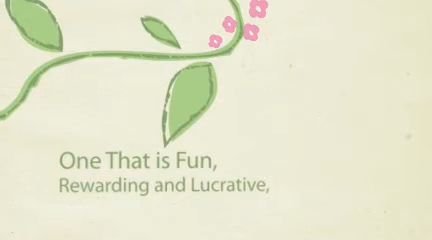 One That is Fun,
Rewarding and Lucrative,